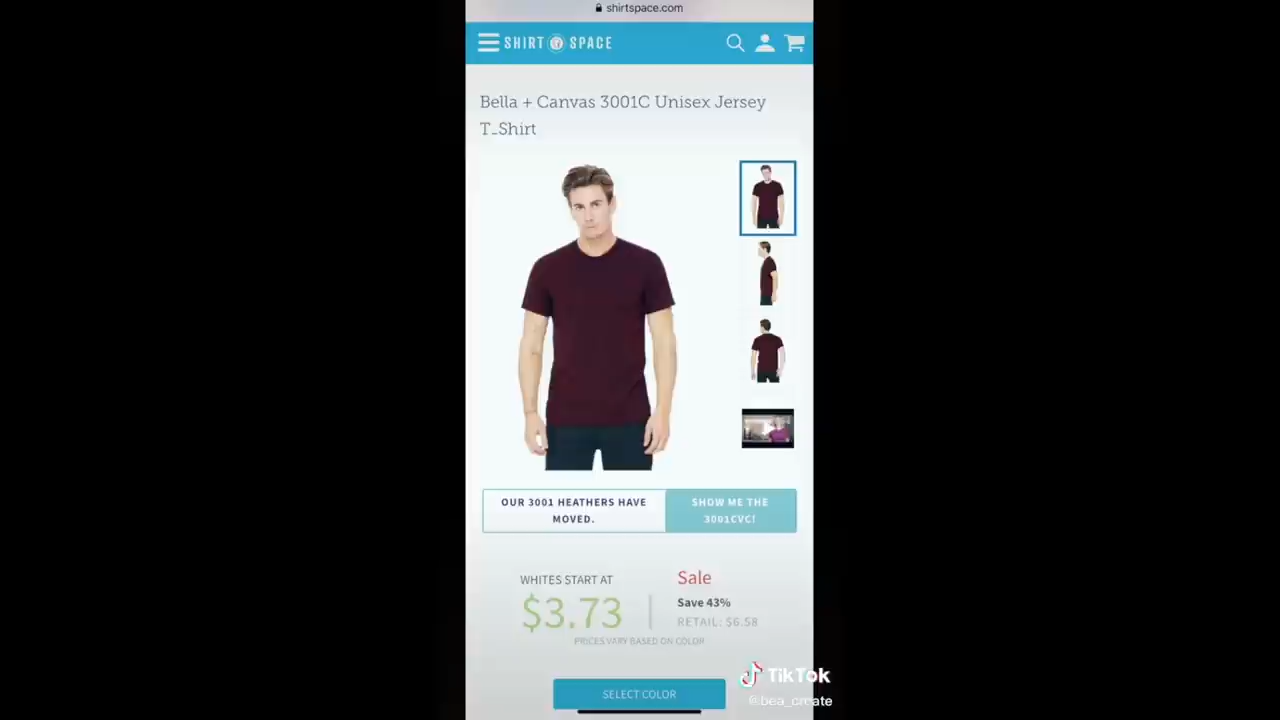 shirtspace.com
SHIRT SPACE
Bella + Canvas 3001C Unisex Jersey
T_Shirt
OUR 3001 HEATHERS HAVE
MOVED.
SHOW ME THE
3001CVC!
WHITES START AT
$3.73
Sale
Save 43%
RETAIL: $6.58
PRICES VARY BASED ON COLOR
SELECT COLOR
TikTok
@bea_create